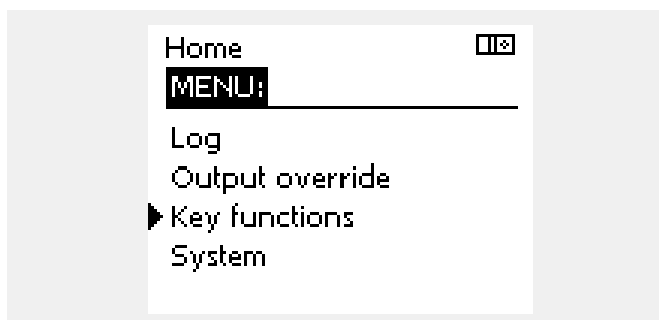 Home
MENU:
Log
Output override
Key functions
System